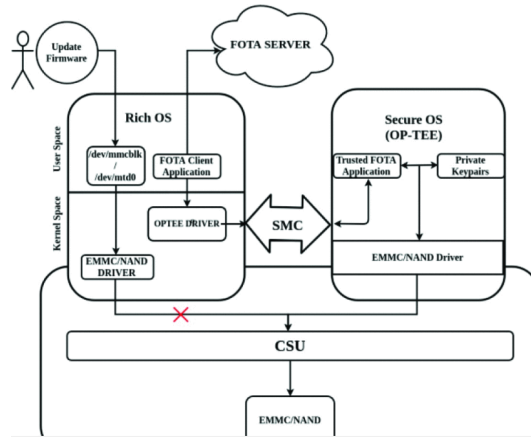 Update
Firmware
FOTA SERVER
Rich OS
Secure OS
(OP-TEE)
User Space
/dev/mmcblk
/
/dev/mtd0
FOTA Client
Application
Trusted FOTA
Application
Private
Keypairs
Kernel Space
OPTEE DRIVER
SMC
EMMC/NAND
DRIVER
EMMC/NAND Driver
CSU
EMMC/NAND